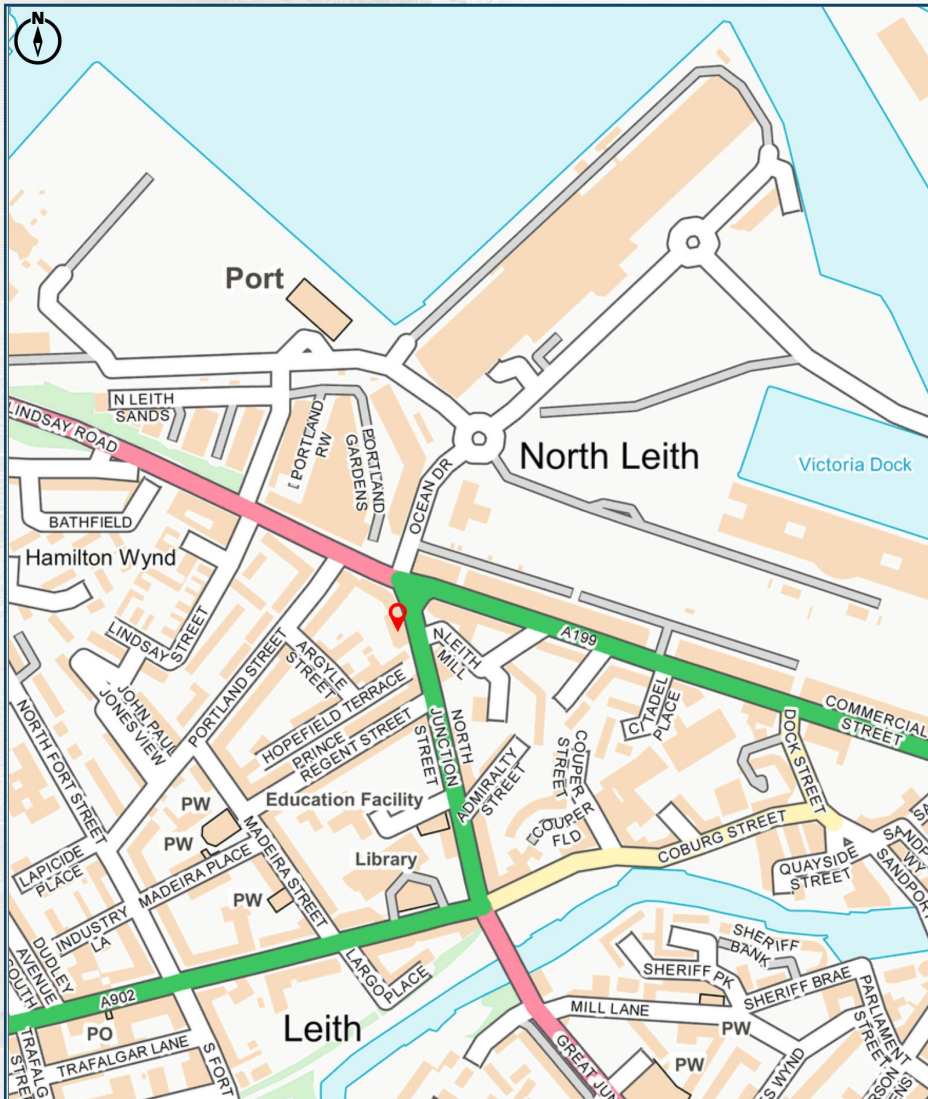 N
Port
N LEITH
SANDS
LINDSAY ROAD
PORTLAND
RW
PORTLAND
GARDENS
OCEAN DR
North Leith
Victoria Dock
BATHFIELD
Hamilton Wynd
LINDSAY
STREET
PORTLAND STREET
ARGYLE
STREET
N LEITH
MILL
A199
CITADEL
PLACE
COMMERCIAL
STREET
JOHN PAUL
JONES VIEW
NORTH FORT STREET
HOPEFIELD TERRACE
PRINCE
REGENT STREET
NORTH
JUNCTION
STREET
ADMIRALTY
STREET
COUPER
STREET
COUPER
FLD
DOCK STREET
COBURG STREET
QUAYSIDE
STREET
Education Facility
PW
PW
PW
Library
MADEIRA STREET
MADEIRA PLACE
LAPICIDE
PLACE
INDUSTRY
LA
DUDLEY
AVENUE
A902
PO
TRAFALGAR LANE
S FORT
LARGO
PLACE
Leith
SHERIFF
BANK
SHERIFF PK
SHERIFF BRAE
MILL LANE
PW
PW
PARLIAMENT
STREET
S WYND